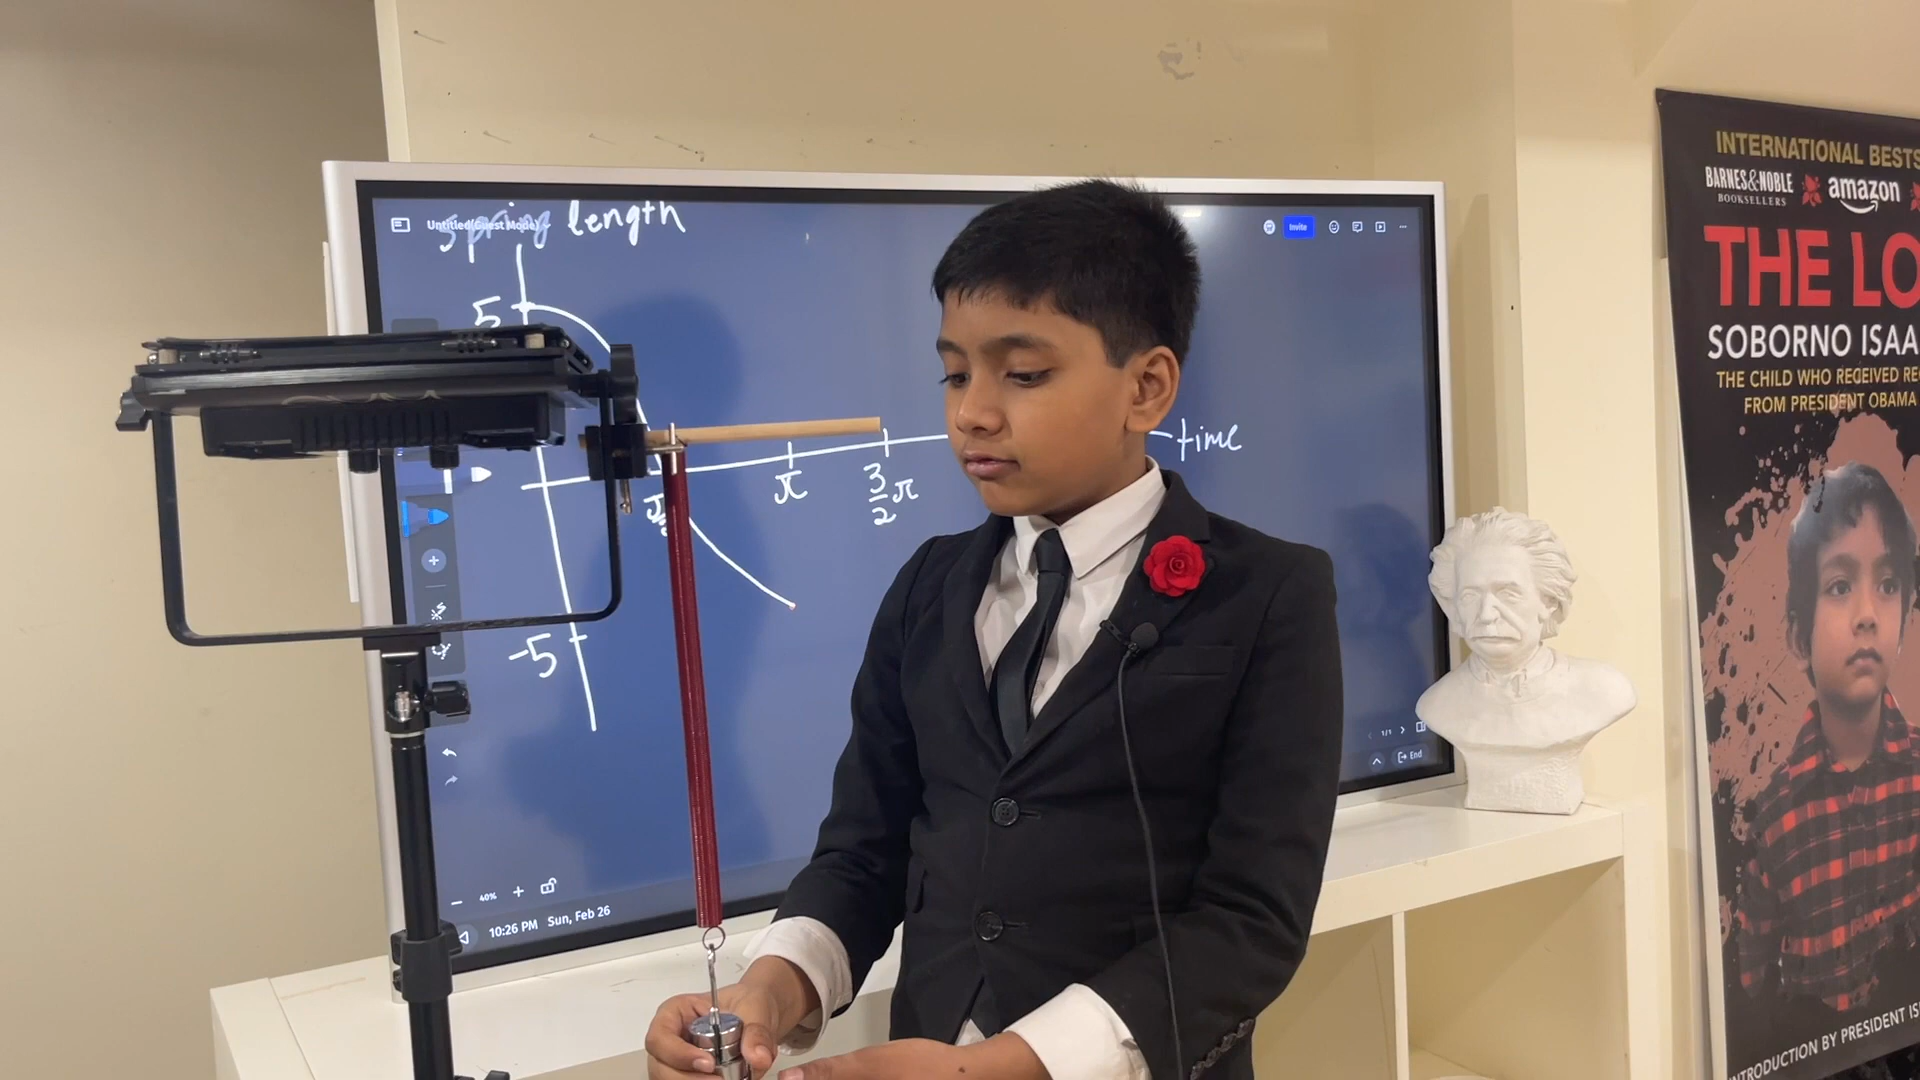 Untitled(Guest Mode)
spring length
Invite
5
time
π
3
2
π
-5
1/1
End
40%
10:26 PM Sun, Feb 26
INTERNATIONAL BESTS
BARNES&NOBLE
BOOKSELLERS
amazon
THE LO
SOBORNO ISAA
THE CHILD WHO RECEIVED RE
FROM PRESIDENT OBAMA
INTRODUCTION BY PRESIDENT IS